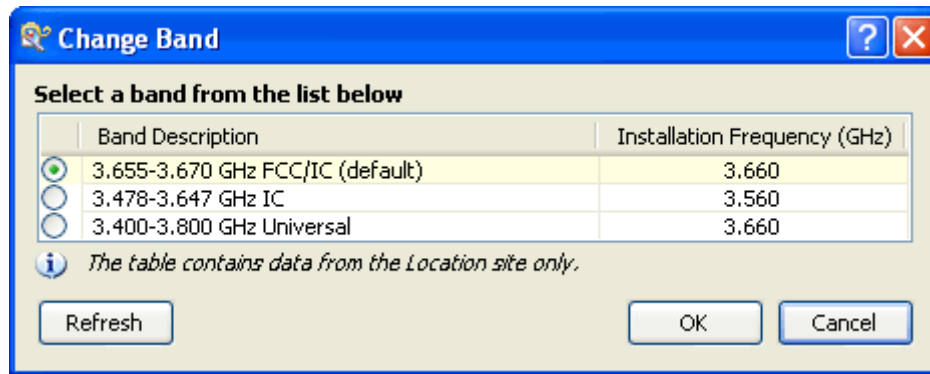 Change Band
Select a band from the list below
Band Description Installation Frequency (GHz)
3.655-3.670 GHz FCC/IC (default) 3.660
3.478-3.647 GHz IC 3.560
3.400-3.800 GHz Universal 3.660
The table contains data from the Location site only.
Refresh OK Cancel